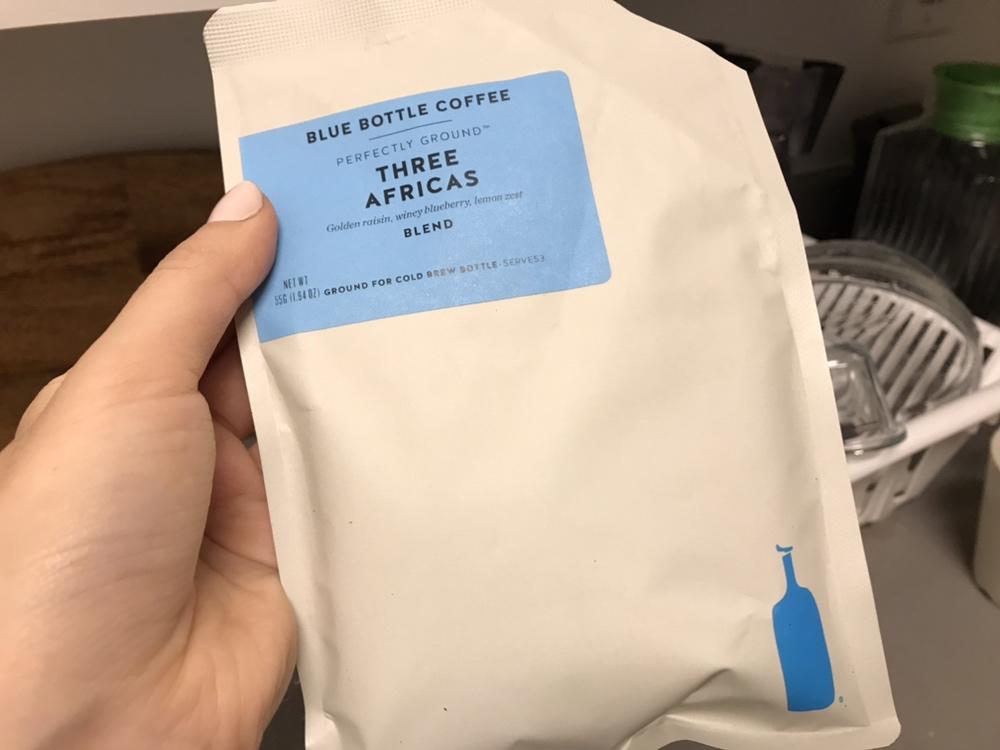 BLUE BOTTLE COFFEE
PERFECTLY GROUND™
THREE
AFRICAS
Golden raisin, winey blueberry, lemon zest
BLEND
NET WT
55G (1.94 OZ) GROUND FOR COLD BREW BOTTLE · SERVES 3
®